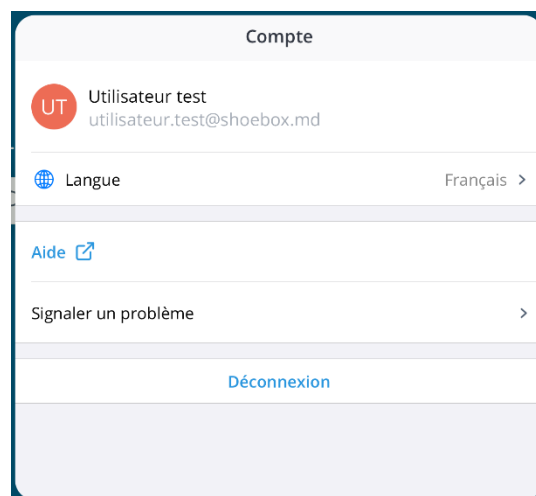 Compte
UT
Utilisateur test
utilisateur.test@shoebox.md
Langue Français
Aide
Signaler un problème
Déconnexion